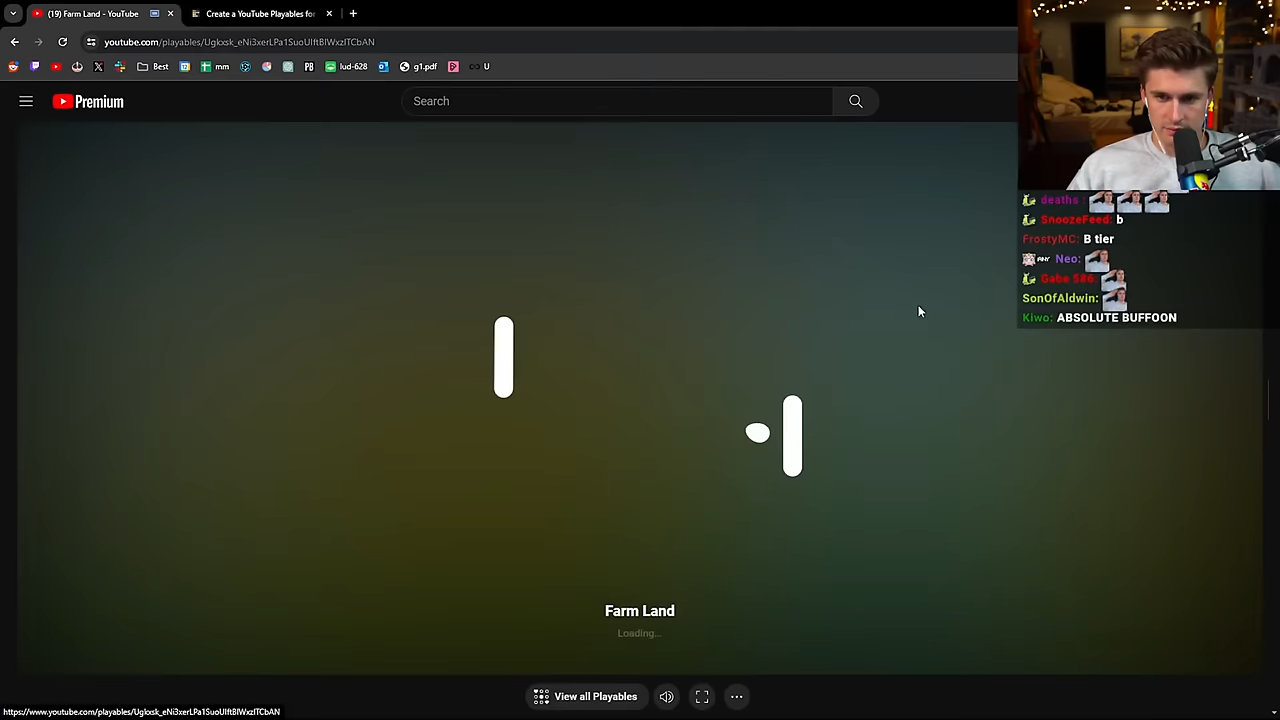 (19) Farm Land - YouTube
Create a YouTube Playables for
youtube.com/playables/Ugkxsk_eNi3xerLPa1SuoUIftBlWxzITCbAN
Best
mm
PB
lud-628
g1.pdf
U
Premium
Search
deaths :
SnoozeFeed: b
FrostyMC: B tier
Neo:
Gabe 586:
SonOfAldwin:
Kiwo: ABSOLUTE BUFFOON
Farm Land
Loading...
View all Playables
https://www.youtube.com/playables/Ugkxsk_eNi3xerLPa1SuoUIftBlWxzITCbAN